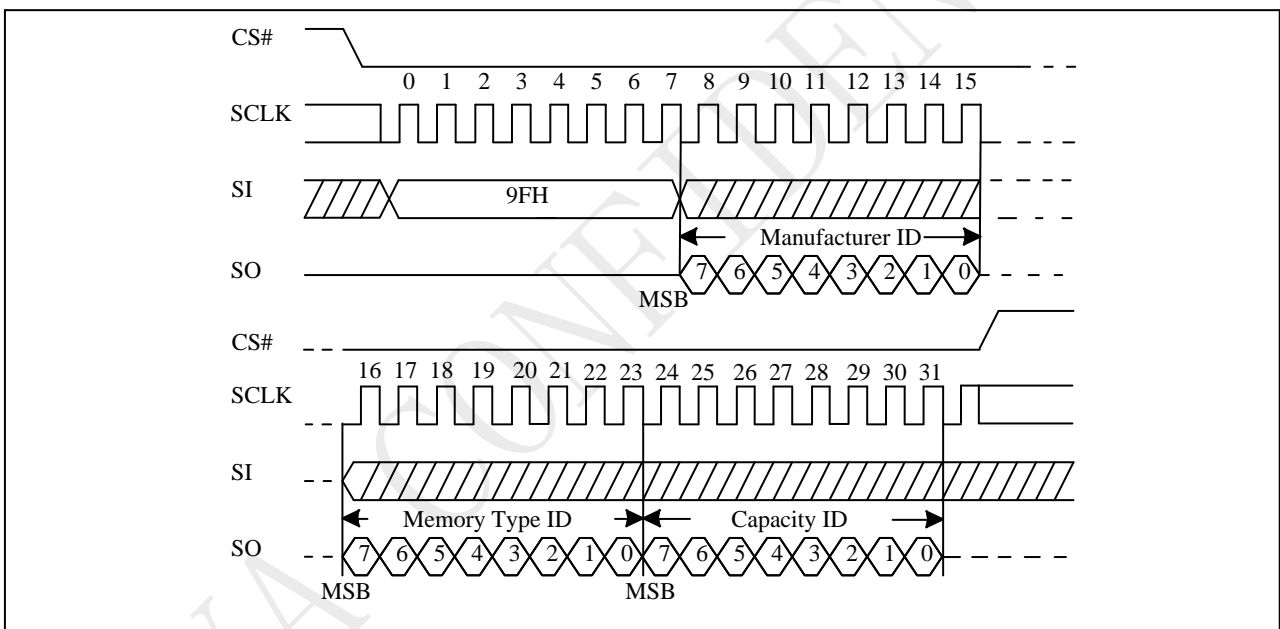 CS#
0 1 2 3 4 5 6 7 8 9 10 11 12 13 14 15
SCLK
SI 9FH
Manufacturer ID
SO 7 6 5 4 3 2 1 0
MSB
CS#
16 17 18 19 20 21 22 23 24 25 26 27 28 29 30 31
SCLK
SI
Memory Type ID Capacity ID
SO 7 6 5 4 3 2 1 0 7 6 5 4 3 2 1 0
MSB MSB